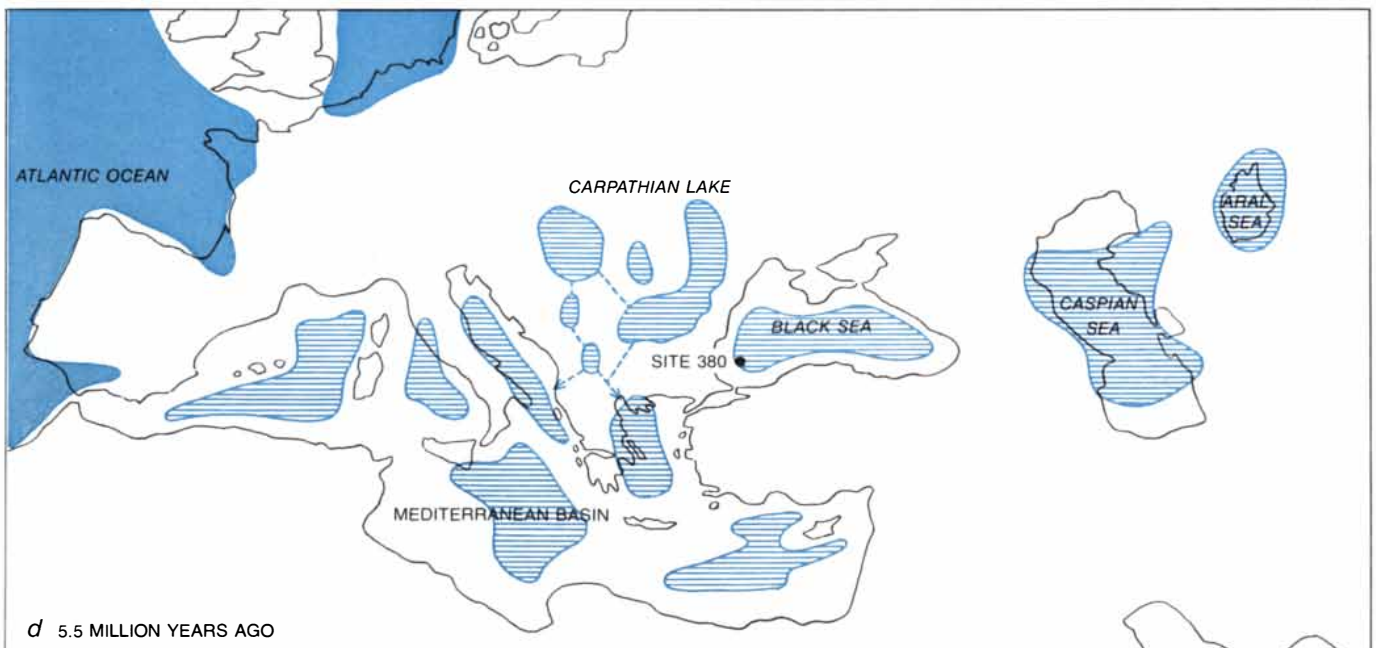 ATLANTIC OCEAN
CARPATHIAN LAKE
ARAL
SEA
CASPIAN
SEA
BLACK SEA
SITE 380
MEDITERRANEAN BASIN
d 5.5 MILLION YEARS AGO